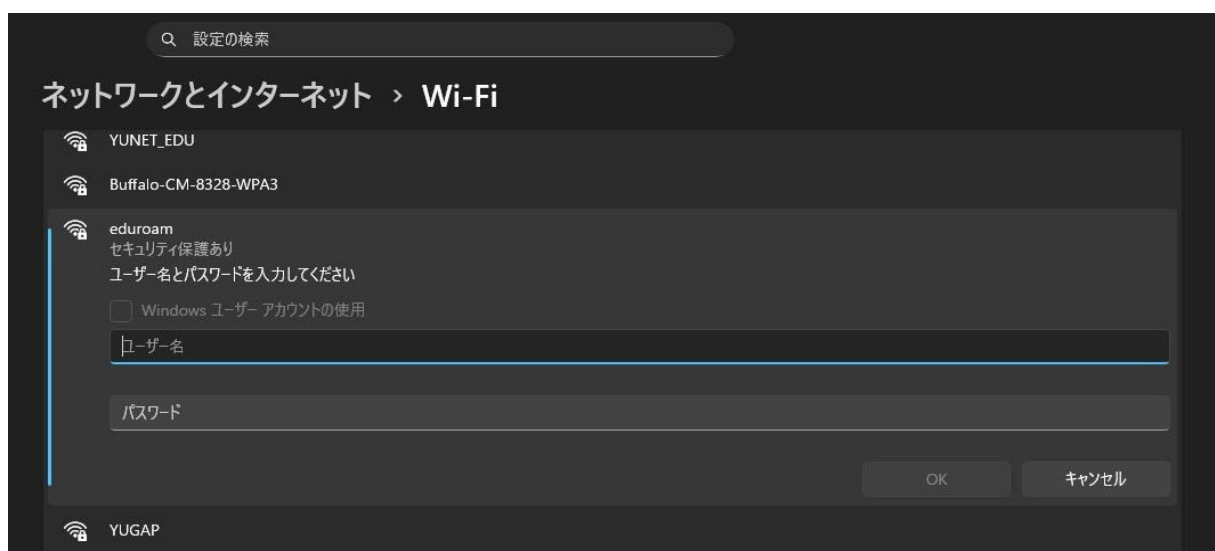 設定の検索
ネットワークとインターネット › Wi-Fi
YUNET_EDU
Buffalo-CM-8328-WPA3
eduroam
セキュリティ保護あり
ユーザー名とパスワードを入力してください
Windows ユーザー アカウントの使用
ユーザー名
パスワード
OK キャンセル
YUGAP